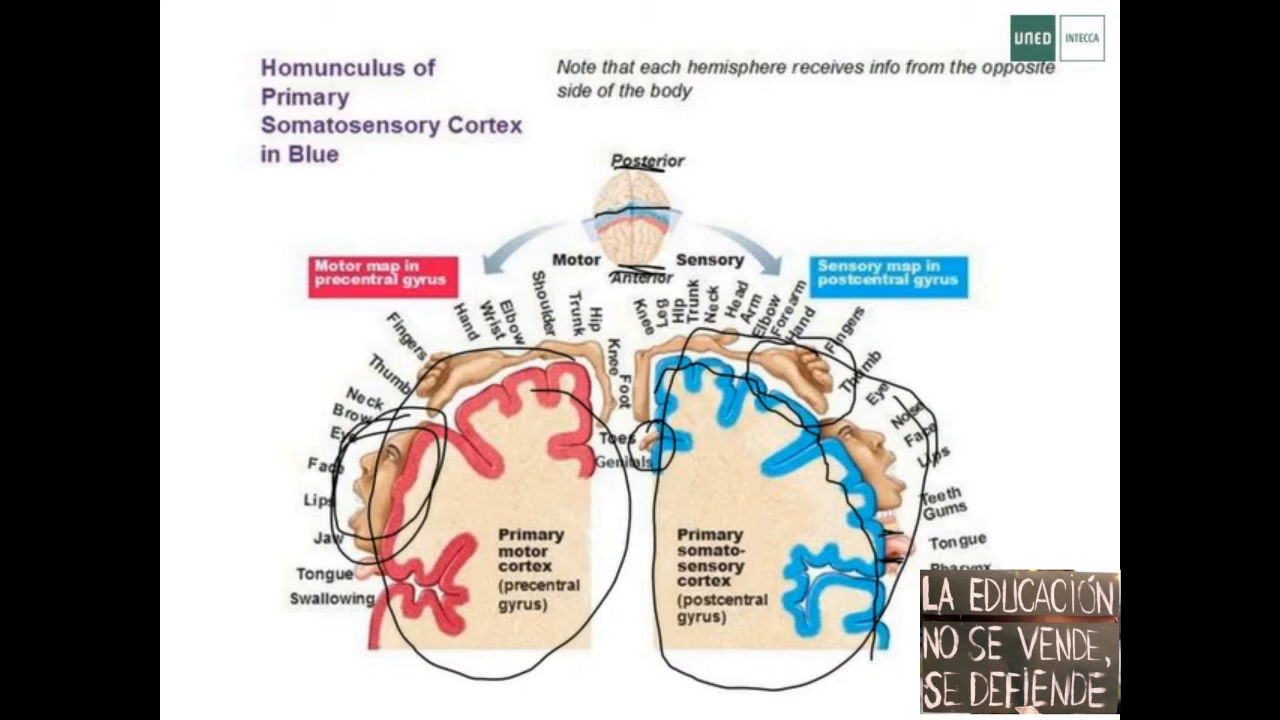 UNED
INTECCA
Homunculus of
Primary
Somatosensory Cortex
in Blue
Note that each hemisphere receives info from the opposite
side of the body
Posterior
Motor
Sensory
Anterior
Motor map in
precentral gyrus
Sensory map in
postcentral gyrus
Swallowing
Tongue
Jaw
Lips
Face
Eye
Brow
Neck
Thumb
Fingers
Hand
Wrist
Elbow
Shoulder
Trunk
Hip
Knee
Foot
Toes
Genitals
Knee
Leg
Hip
Trunk
Neck
Head
Arm
Elbow
Forearm
Hand
Fingers
Thumb
Eye
Nose
Face
Lips
Teeth
Gums
Tongue
Pharynx
Primary
motor
cortex
(precentral
gyrus)
Primary
somato-
sensory
cortex
(postcentral
gyrus)
LA EDUCACIÓN
NO SE VENDE,
SE DEFIENDE